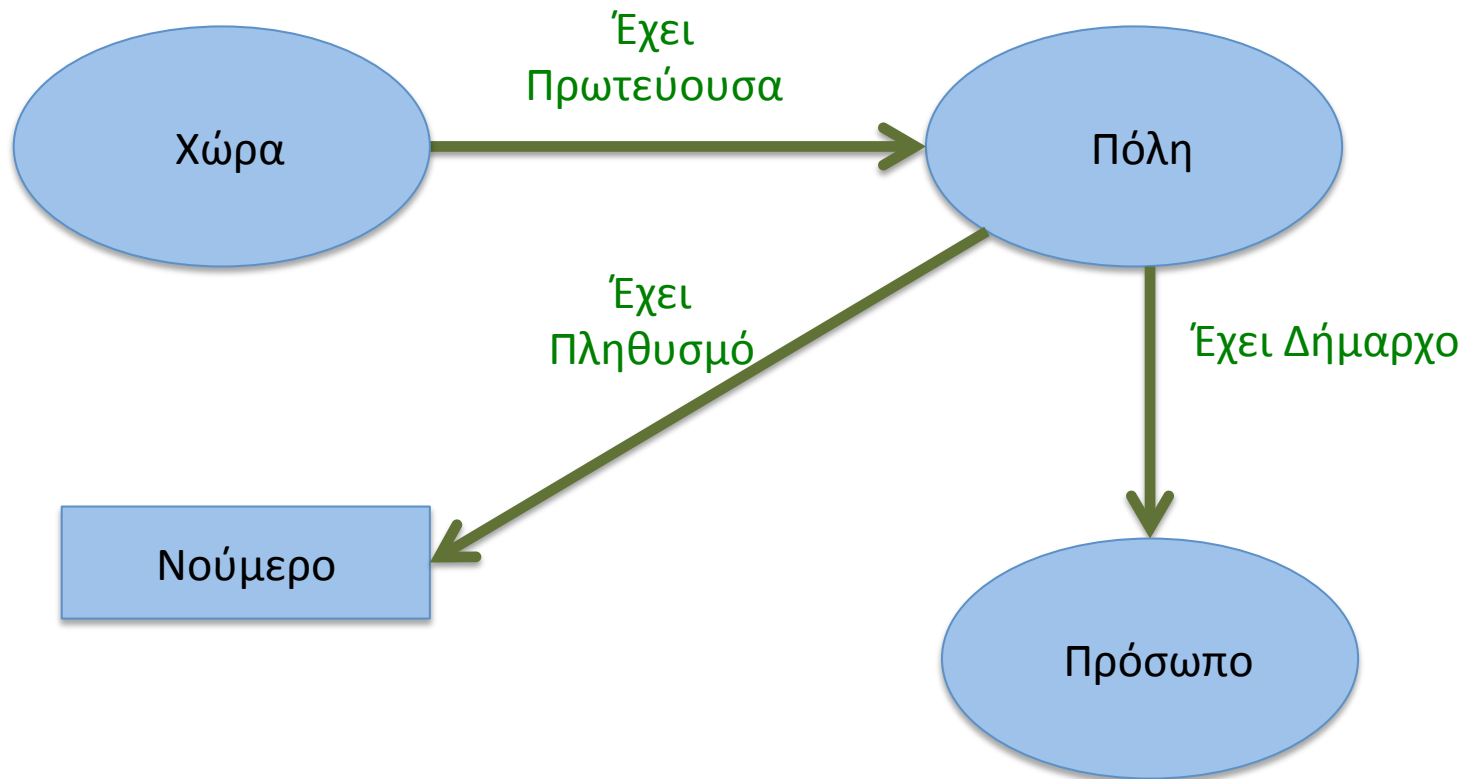 Έχει
Πρωτεύουσα
Χώρα
Πόλη
Έχει
Πληθυσμό
Έχει Δήμαρχο
Νούμερο
Πρόσωπο